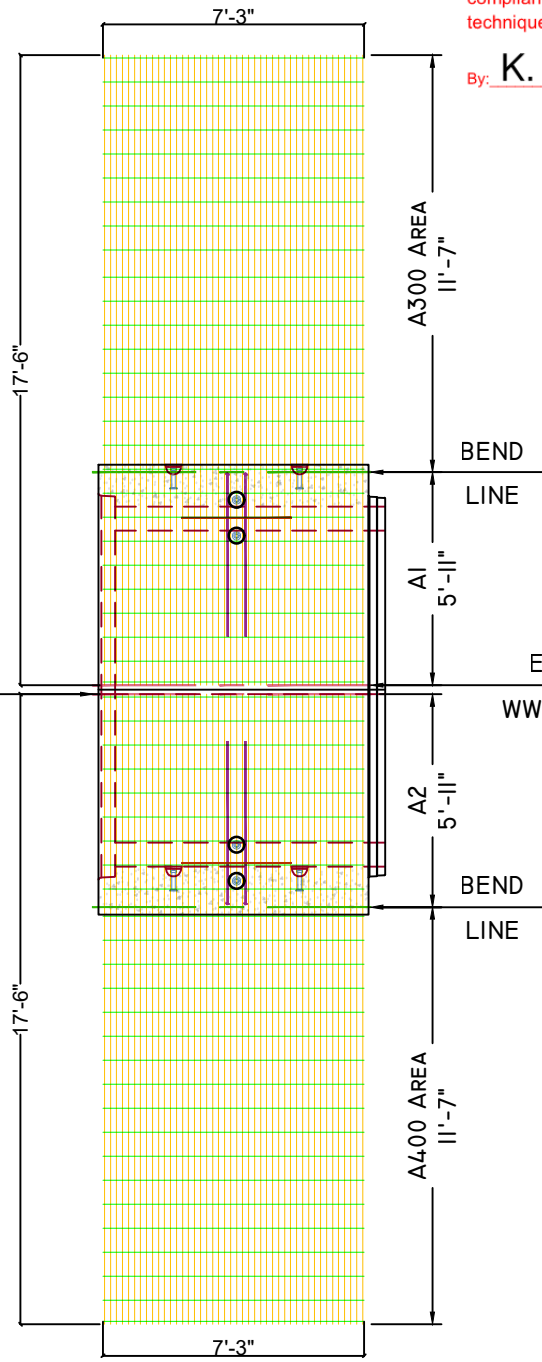 7'-3"
complian
technique
By: K.
17'-6"
A300 AREA
11'-7"
BEND
LINE
A1
5'-11"
E
WW
A2
5'-11"
BEND
LINE
17'-6"
A400 AREA
11'-7"
7'-3"